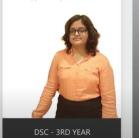 DSC - 3RD YEAR